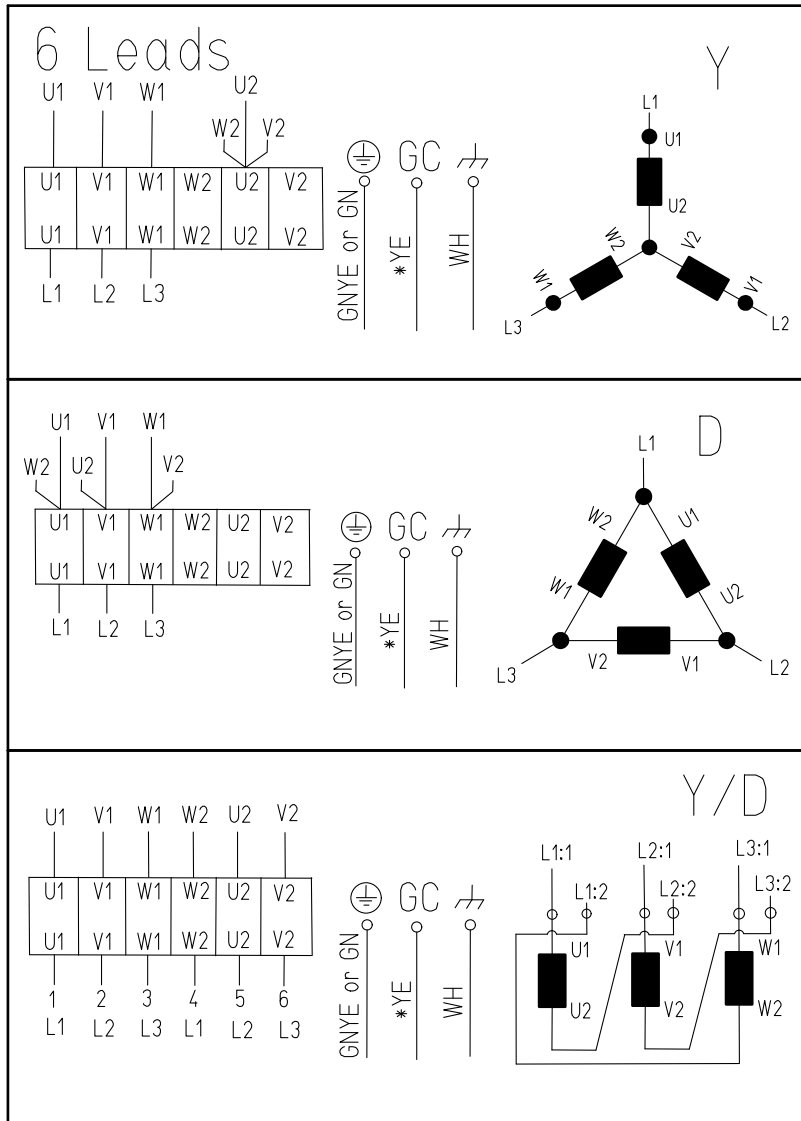 6 Leads
Y
U1 V1 W1 U2
W2 V2
U1 V1 W1 W2 U2 V2
U1 V1 W1 W2 U2 V2
L1 L2 L3
GC
GNYE or GN
*YE
WH
L1
U1
U2
W2 V2
W1 V1
L3 L2
D
U1 V1 W1
W2 U2 V2
U1 V1 W1 W2 U2 V2
U1 V1 W1 W2 U2 V2
L1 L2 L3
GC
GNYE or GN
*YE
WH
L1
W2 U1
W1 U2
V2 V1
L3 L2
Y/D
U1 V1 W1 W2 U2 V2
U1 V1 W1 W2 U2 V2
U1 V1 W1 W2 U2 V2
1 2 3 4 5 6
L1 L2 L3 L1 L2 L3
GC
GNYE or GN
*YE
WH
L1:1 L2:1 L3:1
L1:2 L2:2 L3:2
U1 V1 W1
U2 V2 W2